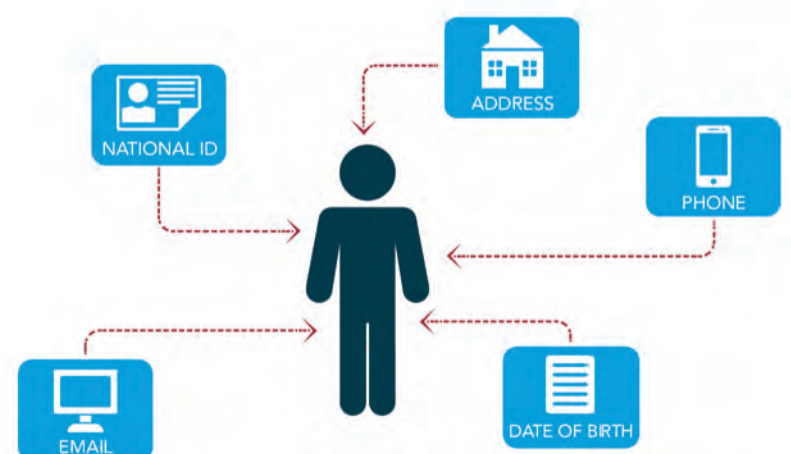 ADDRESS
NATIONAL ID
PHONE
DATE OF BIRTH
EMAIL